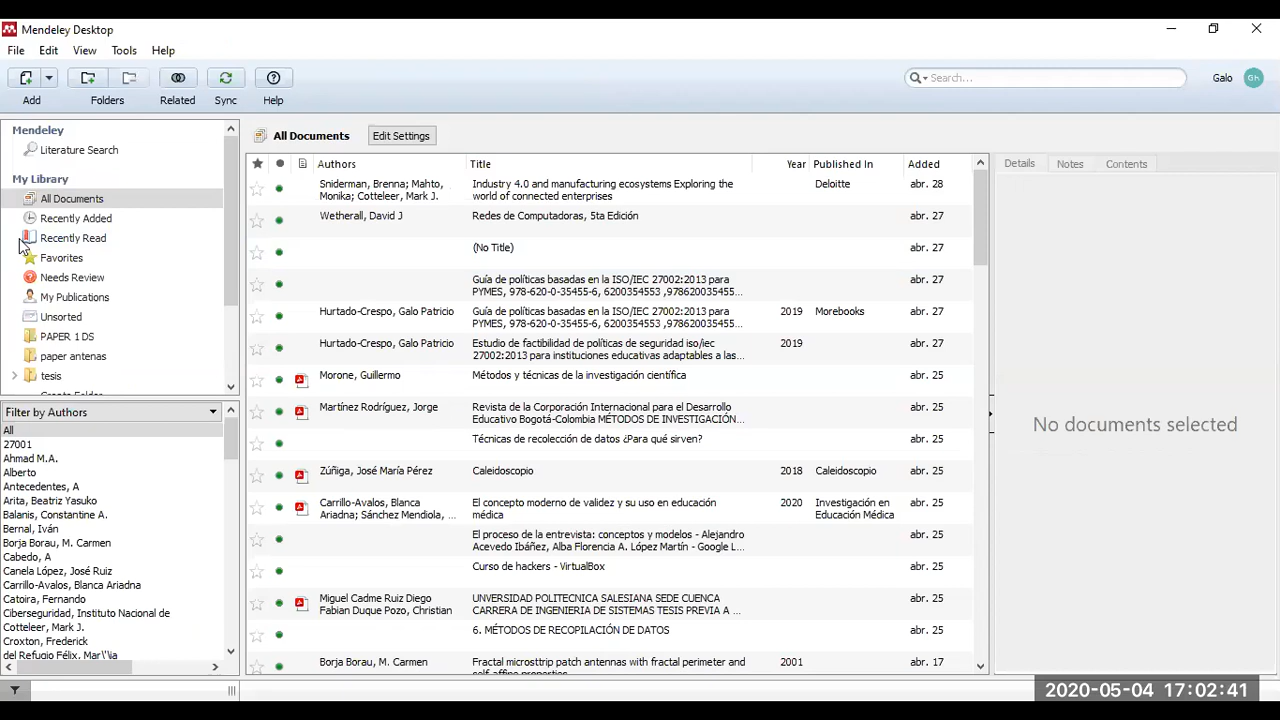 Mendeley Desktop
File Edit View Tools Help
Search...
Galo Gh
Add Folders Related Sync Help
Mendeley
Literature Search
My Library
All Documents
Recently Added
Recently Read
Favorites
Needs Review
My Publications
Unsorted
PAPER 1 DS
paper antenas
tesis
Filter by Authors
All
27001
Ahmad M.A.
Alberto
Antecedentes, A
Arita, Beatriz Yasuko
Balanis, Constantine A.
Bernal, Iván
Borja Borau, M. Carmen
Cabedo, A
Canela López, José Ruiz
Carrillo-Avalos, Blanca Ariadna
Catoira, Fernando
Ciberseguridad, Instituto Nacional de
Cotteleer, Mark J.
Croxton, Frederick
del Refugio Félix, Mar\'\ia
All Documents Edit Settings
Authors Title Year Published In Added
Sniderman, Brenna; Mahto, Industry 4.0 and manufacturing ecosystems Exploring the Deloitte abr. 28
Monika; Cotteleer, Mark J. world of connected enterprises
Wetherall, David J Redes de Computadoras, 5ta Edición abr. 27
(No Title) abr. 27
Guía de políticas basadas en la ISO/IEC 27002:2013 para abr. 27
PYMES, 978-620-0-35455-6, 6200354553 ,9786200354555...
Hurtado-Crespo, Galo Patricio Guía de políticas basadas en la ISO/IEC 27002:2013 para 2019 Morebooks abr. 27
PYMES, 978-620-0-35455-6, 6200354553 ,9786200354555...
Hurtado-Crespo, Galo Patricio Estudio de factibilidad de políticas de seguridad iso/iec 2019 abr. 27
27002:2013 para instituciones educativas adaptables a las...
Morone, Guillermo Métodos y técnicas de la investigación científica abr. 25
Martínez Rodríguez, Jorge Revista de la Corporación Internacional para el Desarrollo abr. 25
Educativo Bogotá-Colombia MÉTODOS DE INVESTIGACIÓN...
Técnicas de recolección de datos ¿Para qué sirven? abr. 25
Zúñiga, José María Pérez Caleidoscopio 2018 Caleidoscopio abr. 25
Carrillo-Avalos, Blanca El concepto moderno de validez y su uso en educación 2020 Investigación en abr. 25
Ariadna; Sánchez Mendiola, ... médica Educación Médica
El proceso de la entrevista: conceptos y modelos - Alejandro abr. 25
Acevedo Ibáñez, Alba Florencia A. López Martín - Google L...
Curso de hackers - VirtualBox abr. 25
Miguel Cadme Ruiz Diego UNVERSIDAD POLITECNICA SALESIANA SEDE CUENCA abr. 25
Fabian Duque Pozo, Christian CARRERA DE INGENIERIA DE SISTEMAS TESIS PREVIA A ...
6. MÉTODOS DE RECOPILACIÓN DE DATOS abr. 25
Borja Borau, M. Carmen Fractal microsttrip patch antennas with fractal perimeter and 2001 abr. 17
Details Notes Contents
No documents selected
2020-05-04 17:02:41